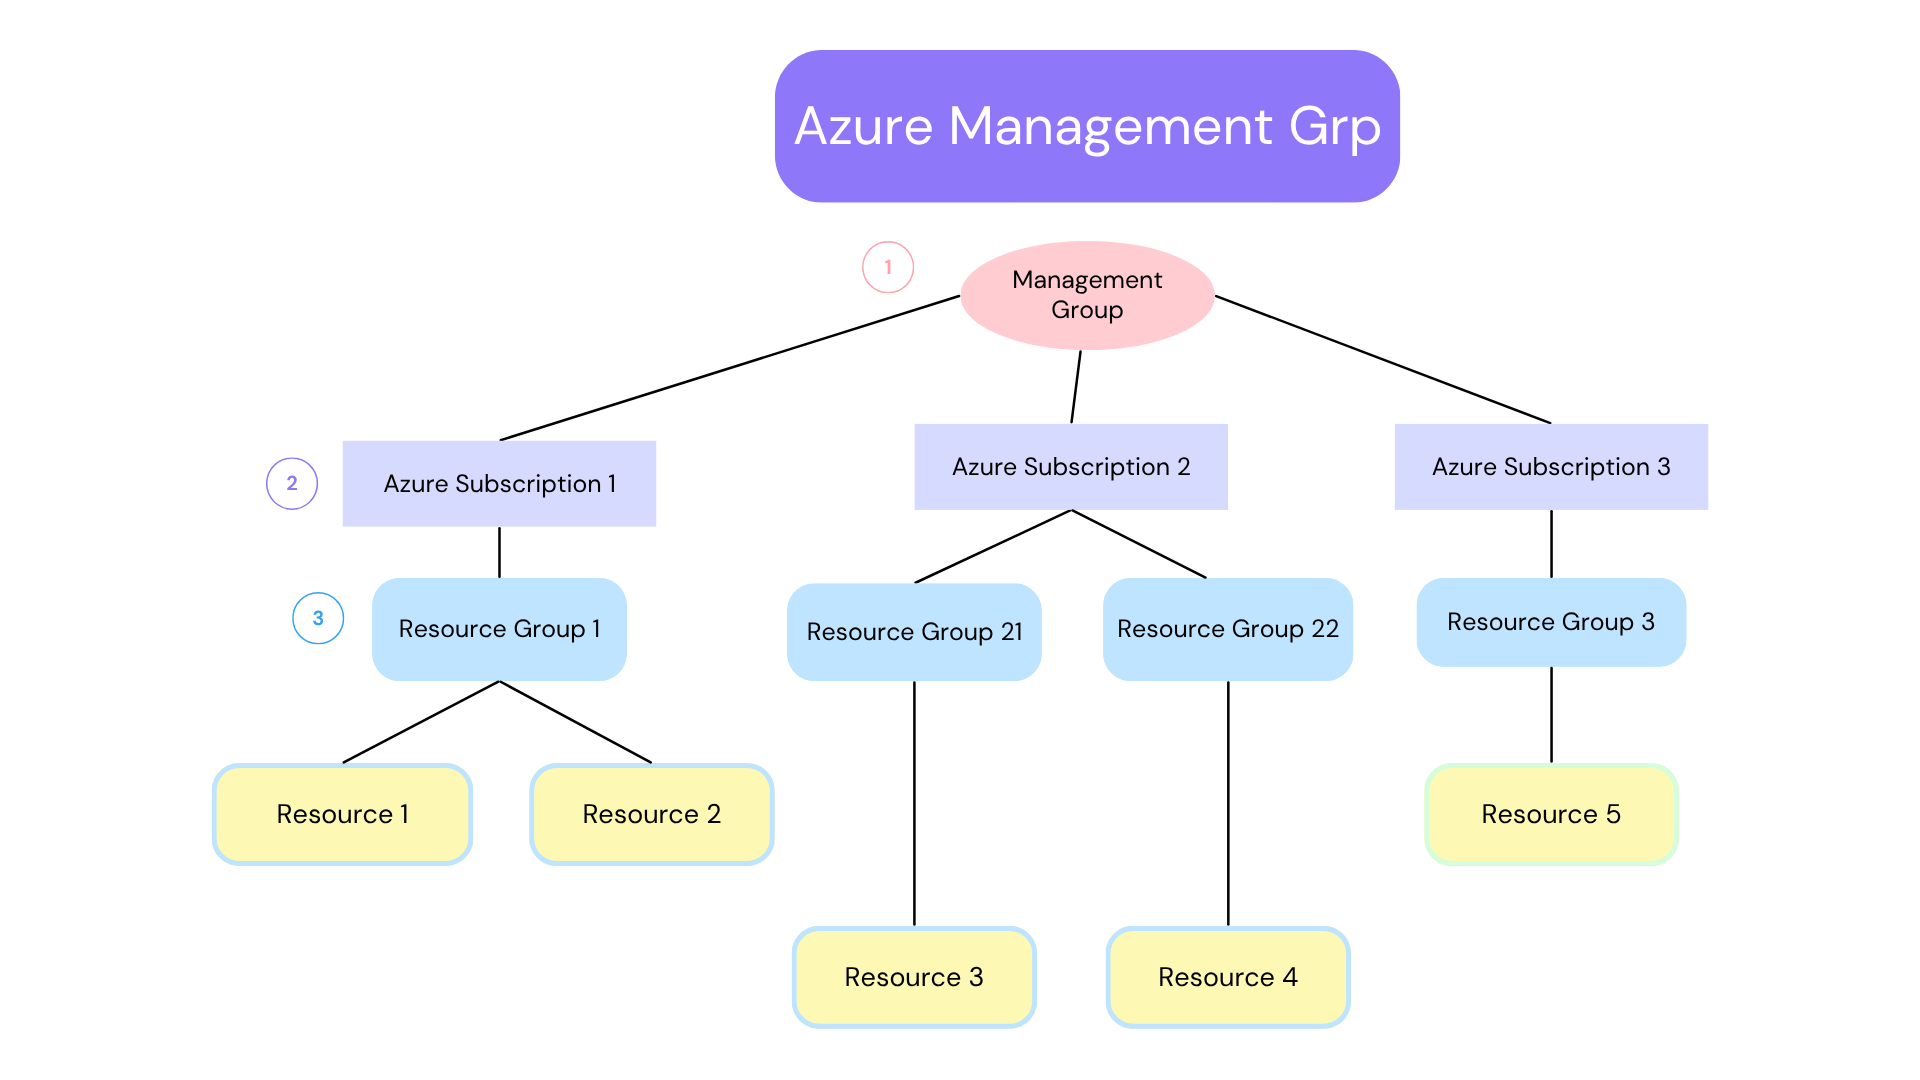 Azure Management Grp
1
Management
Group
2
Azure Subscription 1
Azure Subscription 2
Azure Subscription 3
3
Resource Group 1
Resource Group 21
Resource Group 22
Resource Group 3
Resource 1
Resource 2
Resource 5
Resource 3
Resource 4